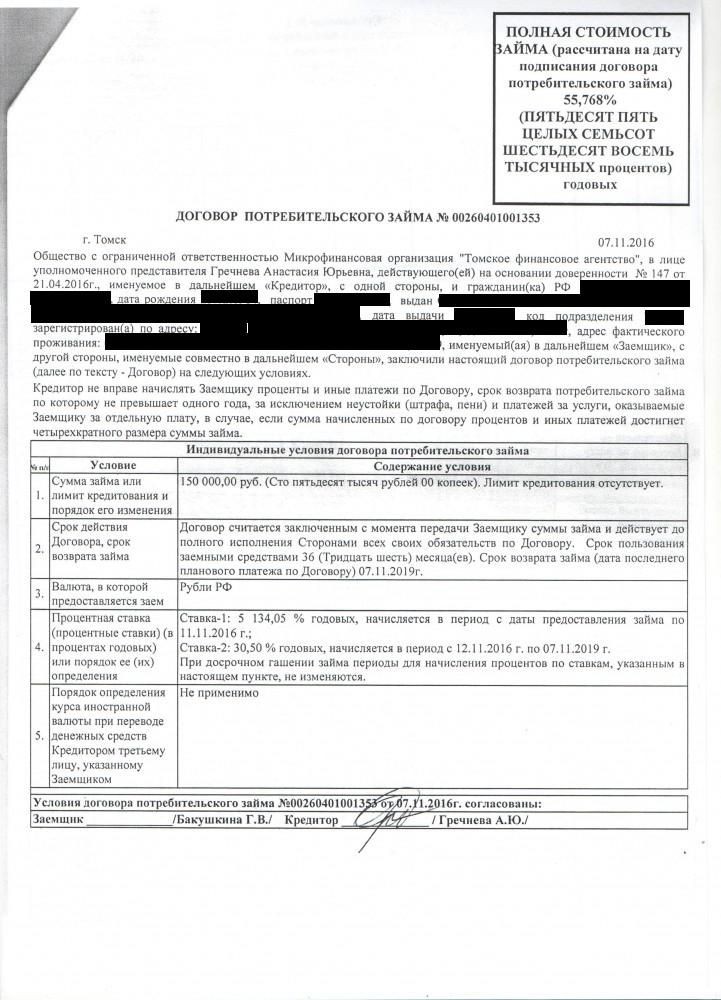 ПОЛНАЯ СТОИМОСТЬ
ЗАЙМА (рассчитана на дату
подписания договора
потребительского займа)
55,768%
(ПЯТЬДЕСЯТ ПЯТЬ
ЦЕЛЫХ СЕМЬСОТ
ШЕСТЬДЕСЯТ ВОСЕМЬ
ТЫСЯЧНЫХ процентов)
годовых
ДОГОВОР ПОТРЕБИТЕЛЬСКОГО ЗАЙМА № 00260401001353
г. Томск 07.11.2016
Общество с ограниченной ответственностью Микрофинансовая организация "Томское финансовое агентство", в лице
уполномоченного представителя Гречнева Анастасия Юрьевна, действующего(ей) на основании доверенности № 147 от
21.04.2016г., именуемое в дальнейшем «Кредитор», с одной стороны, и гражданин(ка) РФ
, дата рождения паспорт выдан
дата выдачи код подразделения
зарегистрирован(а) по адресу: , адрес фактического
проживания: , именуемый(ая) в дальнейшем «Заемщик», с
другой стороны, именуемые совместно в дальнейшем «Стороны», заключили настоящий договор потребительского займа
(далее по тексту - Договор) на следующих условиях.
Кредитор не вправе начислять Заемщику проценты и иные платежи по Договору, срок возврата потребительского займа
по которому не превышает одного года, за исключением неустойки (штрафа, пени) и платежей за услуги, оказываемые
Заемщику за отдельную плату, в случае, если сумма начисленных по договору процентов и иных платежей достигнет
четырехкратного размера суммы займа.
Индивидуальные условия договора потребительского займа
№ п/п Условие Содержание условия
1. Сумма займа или лимит кредитования и порядок его изменения
150 000,00 руб. (Сто пятьдесят тысяч рублей 00 копеек). Лимит кредитования отсутствует.
2. Срок действия Договора, срок возврата займа
Договор считается заключенным с момента передачи Заемщику суммы займа и действует до
полного исполнения Сторонами всех своих обязательств по Договору. Срок пользования
заемными средствами 36 (Тридцать шесть) месяца(ев). Срок возврата займа (дата последнего
планового платежа по Договору) 07.11.2019г.
3. Валюта, в которой предоставляется заем
Рубли РФ
4. Процентная ставка (процентные ставки) (в процентах годовых) или порядок ее (их) определения
Ставка-1: 5 134,05 % годовых, начисляется в период с даты предоставления займа по
11.11.2016 г.;
Ставка-2: 30,50 % годовых, начисляется в период с 12.11.2016 г. по 07.11.2019 г.
При досрочном гашении займа периоды для начисления процентов по ставкам, указанным в
настоящем пункте, не изменяются.
5. Порядок определения курса иностранной валюты при переводе денежных средств Кредитором третьему лицу, указанному Заемщиком
Не применимо
Условия договора потребительского займа №00260401001353 от 07.11.2016г. согласованы:
Заемщик ______________/Бакушкина Г.В./ Кредитор ______________ / Гречнева А.Ю./